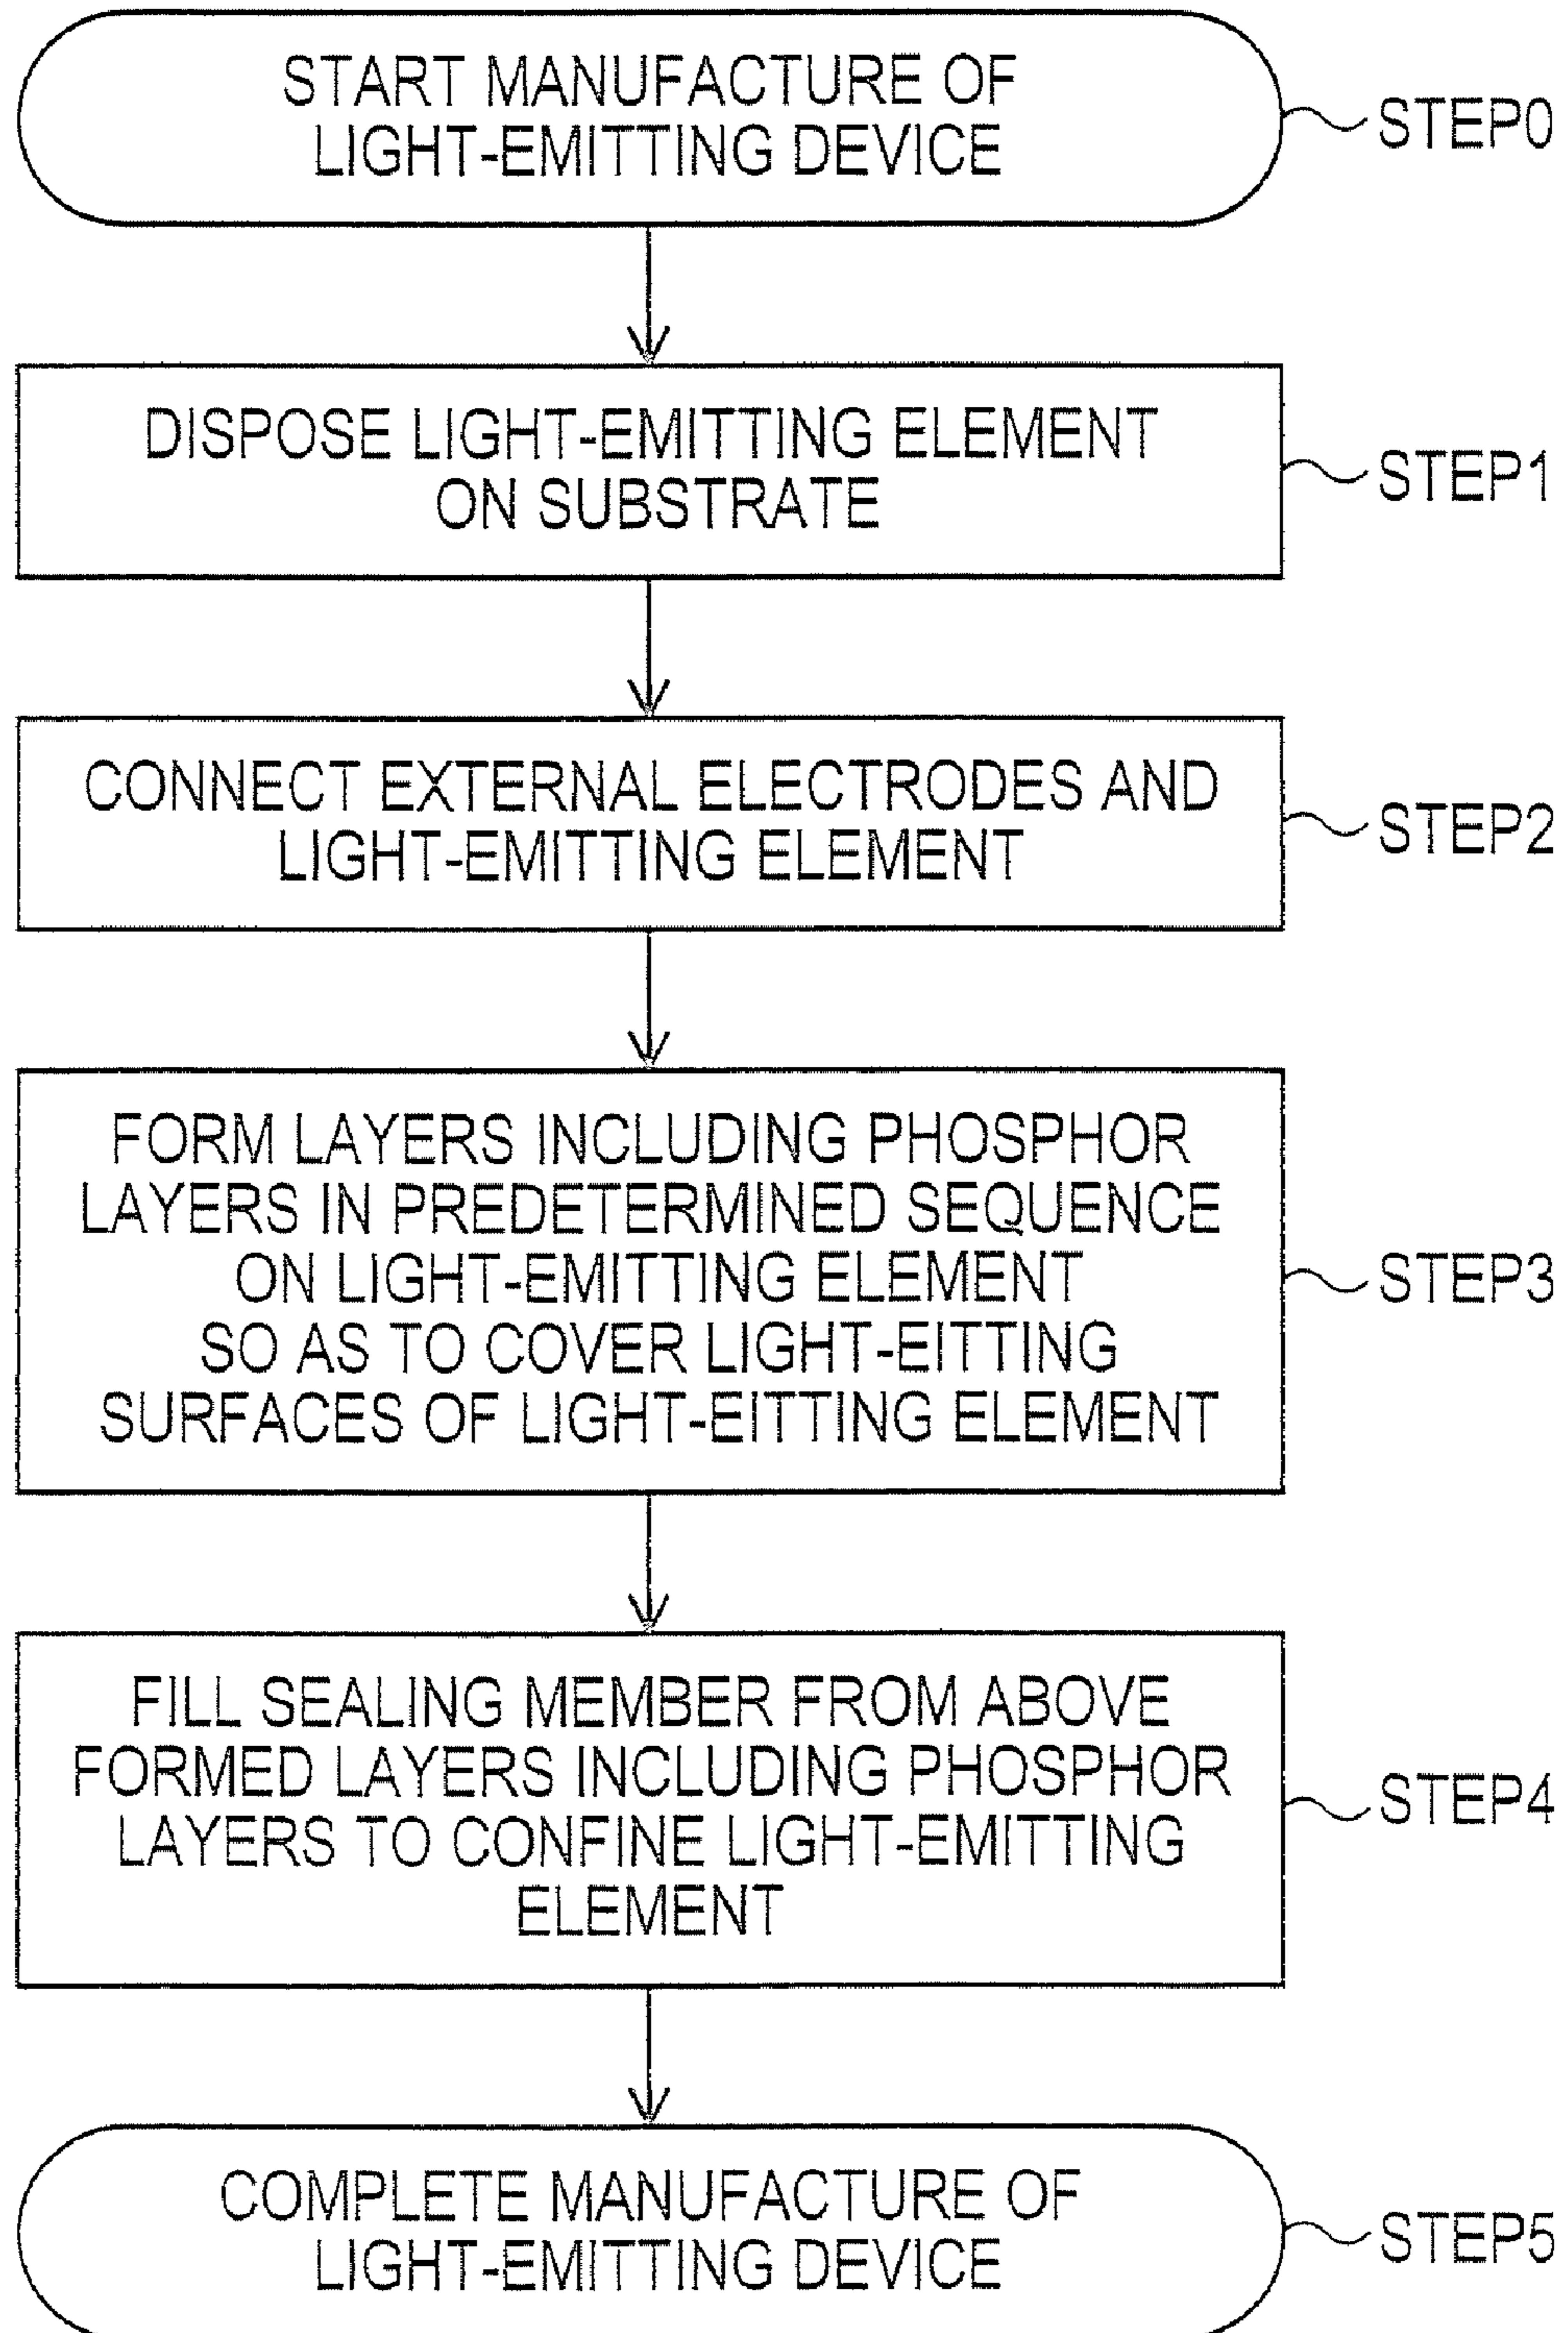 START MANUFACTURE OF
LIGHT-EMITTING DEVICE
STEP0
DISPOSE LIGHT-EMITTING ELEMENT
ON SUBSTRATE
STEP1
CONNECT EXTERNAL ELECTRODES AND
LIGHT-EMITTING ELEMENT
STEP2
FORM LAYERS INCLUDING PHOSPHOR
LAYERS IN PREDETERMINED SEQUENCE
ON LIGHT-EMITTING ELEMENT
SO AS TO COVER LIGHT-EITTING
SURFACES OF LIGHT-EITTING ELEMENT
STEP3
FILL SEALING MEMBER FROM ABOVE
FORMED LAYERS INCLUDING PHOSPHOR
LAYERS TO CONFINE LIGHT-EMITTING
ELEMENT
STEP4
COMPLETE MANUFACTURE OF
LIGHT-EMITTING DEVICE
STEP5